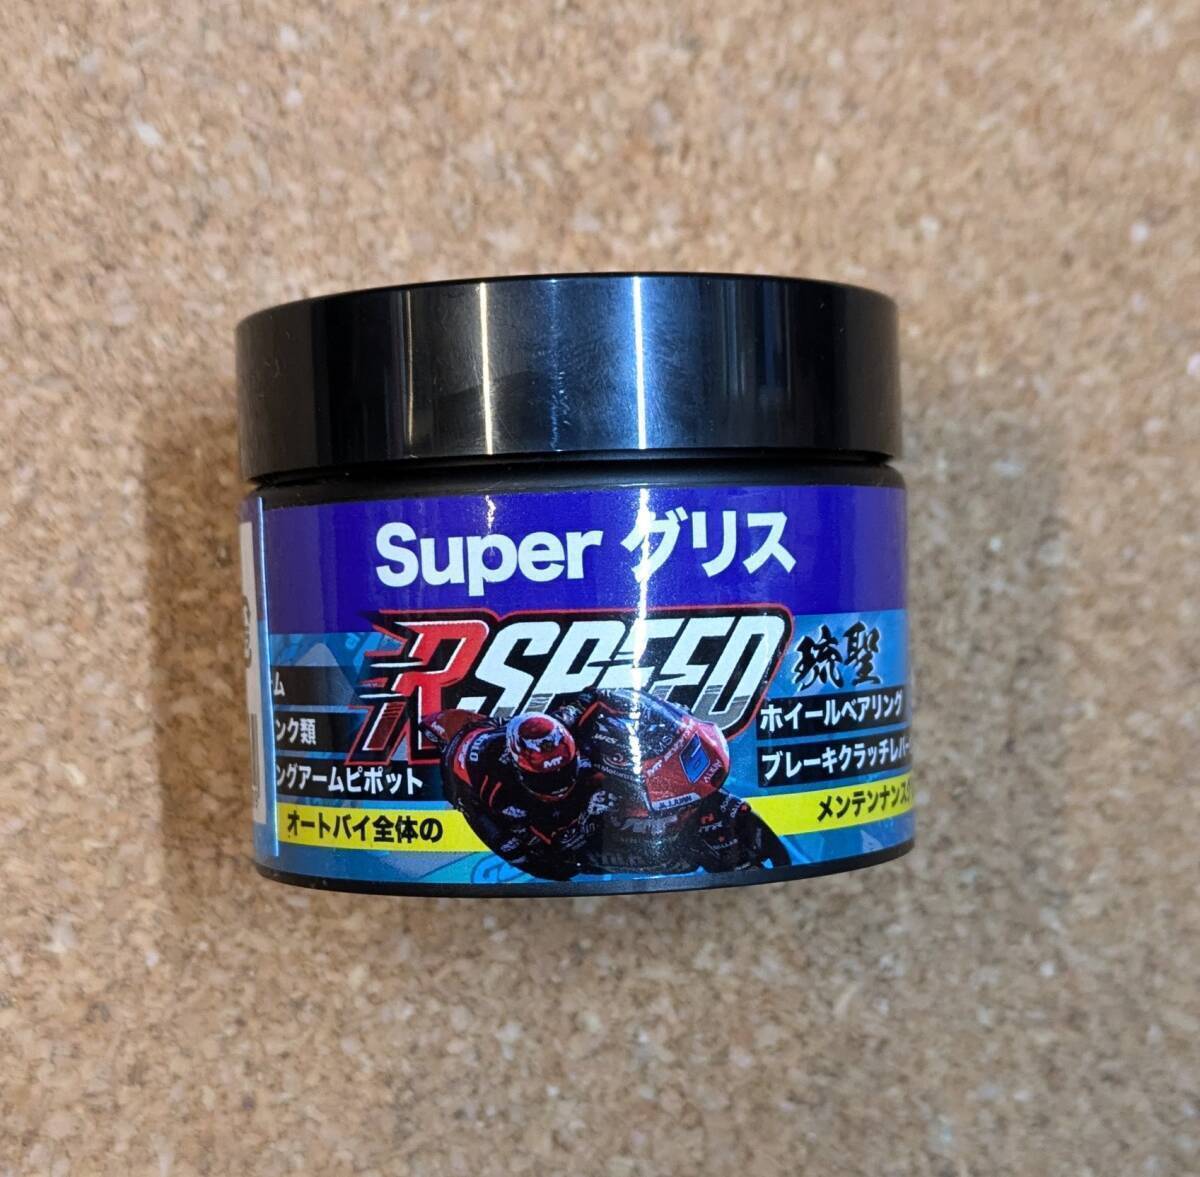 Super グリス
RSPEED
琉聖
ム
ンク類
ングアームピボット
オートバイ全体の
ホイールベアリング
ブレーキクラッチレバー
メンテナンス